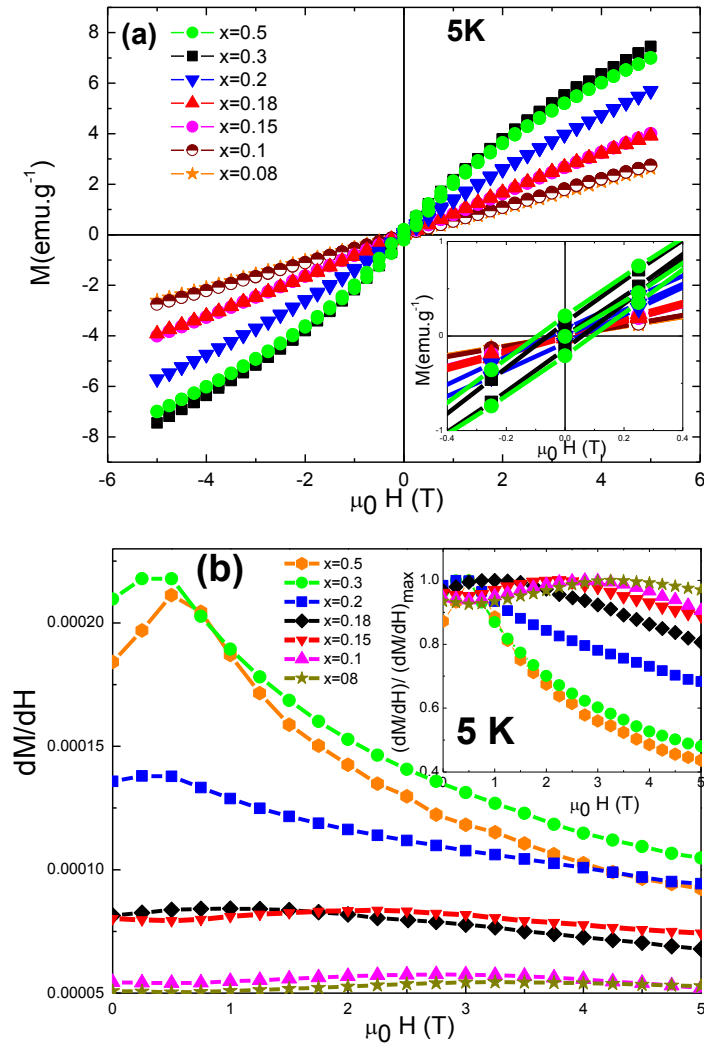 (a)
5K
x=0.5
x=0.3
x=0.2
x=0.18
x=0.15
x=0.1
x=0.08
M(emu.g⁻¹)
8
6
4
2
0
-2
-4
-6
-8
-6 -4 -2 0 2 4 6
μ₀ H (T)
M(emu.g⁻¹)
1
0
-1
-0.4 -0.2 0.0 0.2 0.4
μ₀ H (T)
(b)
x=0.5
x=0.3
x=0.2
x=0.18
x=0.15
x=0.1
x=08
dM/dH
0.00020
0.00015
0.00010
0.00005
0 1 2 3 4 5
μ₀ H (T)
(dM/dH)/ (dM/dH)max
1.0
0.8
0.6
0.4
5 K
0 1 2 3 4 5
μ₀ H (T)